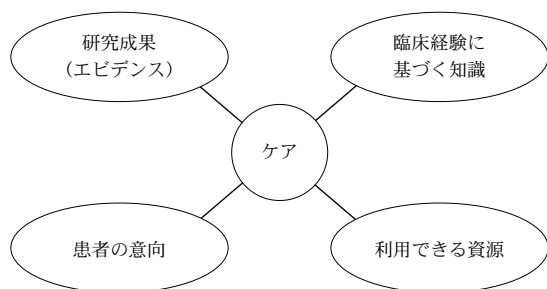 研究成果
（エビデンス）
臨床経験に
基づく知識
ケア
患者の意向
利用できる資源